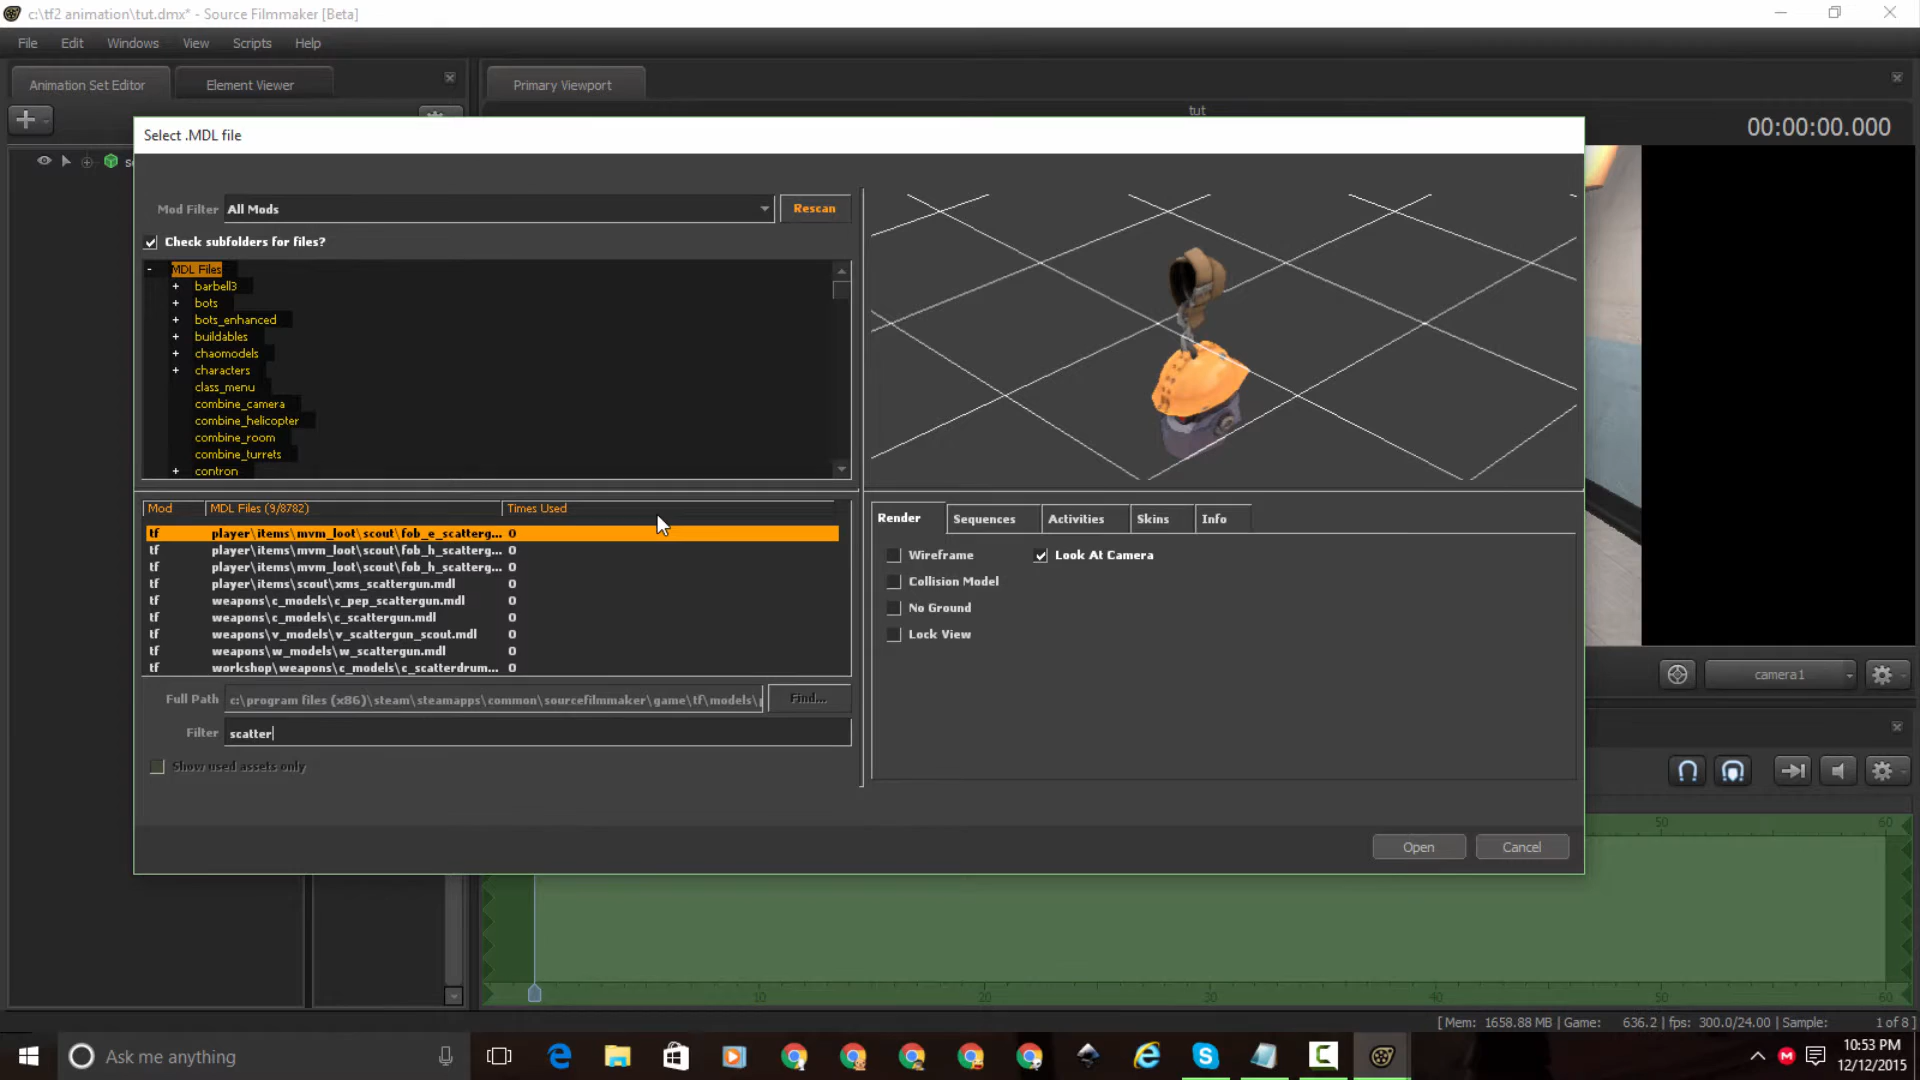 c:\tf2 animation\tut.dmx* - Source Filmmaker [Beta]
File Edit Windows View Scripts Help
Animation Set Editor Element Viewer Primary Viewport
tut
00:00:00.000
Select .MDL file
Mod Filter All Mods Rescan
Check subfolders for files?
- MDL Files
+ barbell3
+ bots
+ bots_enhanced
+ buildables
+ chaomodels
+ characters
class_menu
combine_camera
combine_helicopter
combine_room
combine_turrets
+ contron
Mod MDL Files (9/8782) Times Used
tf player\items\mvm_loot\scout\fob_e_scatterg... 0
tf player\items\mvm_loot\scout\fob_h_scatterg... 0
tf player\items\mvm_loot\scout\fob_h_scatterg... 0
tf player\items\scout\xms_scattergun.mdl 0
tf weapons\c_models\c_pep_scattergun.mdl 0
tf weapons\c_models\c_scattergun.mdl 0
tf weapons\v_models\v_scattergun_scout.mdl 0
tf weapons\w_models\w_scattergun.mdl 0
tf workshop\weapons\c_models\c_scatterdrum... 0
Full Path c:\program files (x86)\steam\steamapps\common\sourcefilmmaker\game\tf\models\ Find...
Filter scatter
Show used assets only
Render Sequences Activities Skins Info
Wireframe Look At Camera
Collision Model
No Ground
Lock View
Open Cancel
camera1
50 60
10 20 30 40 50 60
[ Mem: 1658.88 MB | Game: 636.2 | fps: 300.0/24.00 | Sample: 1 of 8 ]
Ask me anything
10:53 PM
12/12/2015